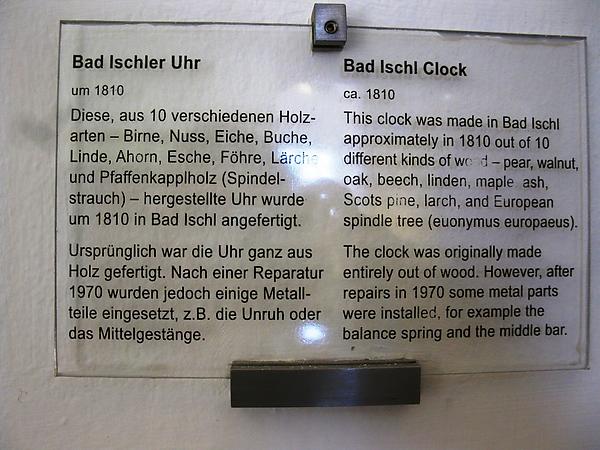 Bad Ischler Uhr
um 1810
Diese, aus 10 verschiedenen Holz-
arten – Birne, Nuss, Eiche, Buche,
Linde, Ahorn, Esche, Föhre, Lärche
und Pfaffenkapplholz (Spindel-
strauch) – hergestellte Uhr wurde
um 1810 in Bad Ischl angefertigt.
Ursprünglich war die Uhr ganz aus
Holz gefertigt. Nach einer Reparatur
1970 wurden jedoch einige Metall-
teile eingesetzt, z.B. die Unruh oder
das Mittelgestänge.
Bad Ischl Clock
ca. 1810
This clock was made in Bad Ischl
approximately in 1810 out of 10
different kinds of wood – pear, walnut,
oak, beech, linden, maple, ash,
Scots pine, larch, and European
spindle tree (euonymus europaeus).
The clock was originally made
entirely out of wood. However, after
repairs in 1970 some metal parts
were installed, for example the
balance spring and the middle bar.